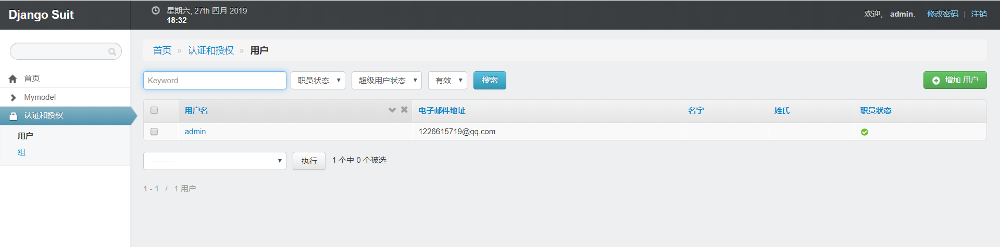 Django Suit
星期六, 27th 四月 2019
18:32
欢迎， admin. 修改密码 | 注销
首页
Mymodel
认证和授权
用户
组
首页 » 认证和授权 » 用户
Keyword 职员状态 超级用户状态 有效 搜索 增加 用户
用户名 电子邮件地址 名字 姓氏 职员状态
admin 1226615719@qq.com
--------- 执行 1 个中 0 个被选
1 - 1 / 1 用户